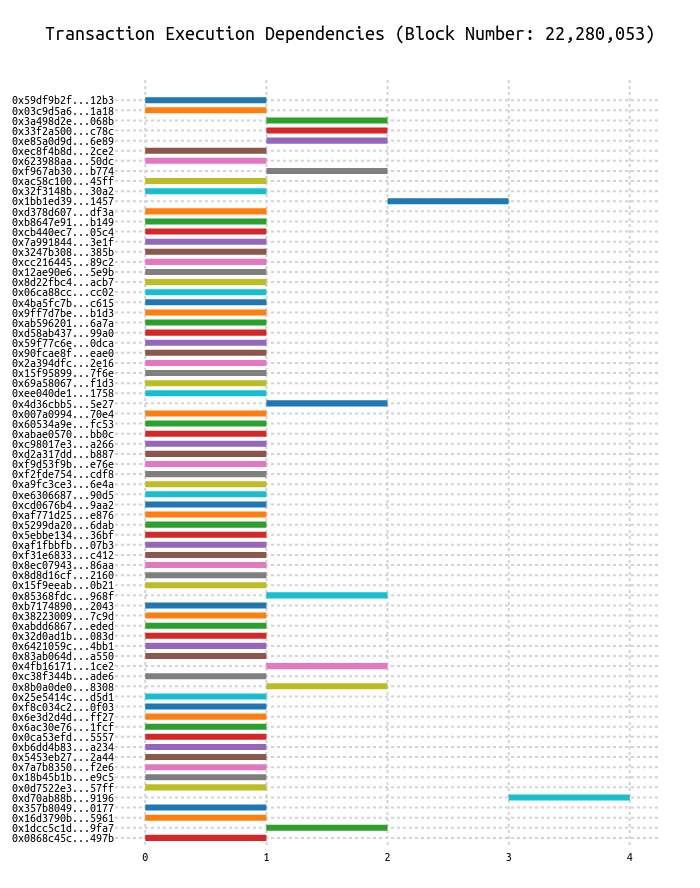 Transaction Execution Dependencies (Block Number: 22,280,053)
0x59df9b2f...12b3
0x03c9d5a6...1a18
0x3a498d2e...068b
0x33f2a500...c78c
0xe85a0d9d...6e89
0xec8f4b8d...2ce2
0x623988aa...50dc
0xf967ab30...b774
0xac58c100...45ff
0x32f3148b...30a2
0x1bb1ed39...1457
0xd378d607...df3a
0xb8647e91...b149
0xcb440ec7...05c4
0x7a991844...3e1f
0x3247b308...385b
0xcc216445...89c2
0x12ae90e6...5e9b
0x8d22fbc4...acb7
0x06ca88cc...cc02
0x4ba5fc7b...c615
0x9ff7d7be...b1d3
0xab596201...6a7a
0xd58ab437...99a0
0x59f77c6e...0dca
0x90fcae8f...eae0
0x2a394dfc...2e16
0x15f95899...7f6e
0x69a58067...f1d3
0xee040de1...1758
0x4d36cbb5...5e27
0x007a0994...70e4
0x60534a9e...fc53
0xabae0570...bb0c
0xc98017e3...a266
0xd2a317dd...b887
0xf9d53f9b...e76e
0xf2fde754...cdf8
0xa9fc3ce3...6e4a
0xe6306687...90d5
0xcd0676b4...9aa2
0xaf771d25...e876
0x5299da20...6dab
0x5ebbe134...36bf
0xaf1fbbfb...07b3
0xf31e6833...c412
0x8ec07943...86aa
0x8d8d16cf...2160
0x15f9eeab...0b21
0x85368fdc...968f
0xb7174890...2043
0x38223009...7c9d
0xabdd6867...eded
0x32d0ad1b...083d
0x6421059c...4bb1
0x83ab064d...a550
0x4fb16171...1ce2
0xc38f344b...ade6
0x8b0a0de0...8308
0x25e5414c...d5d1
0xf8c034c2...0f03
0x6e3d2d4d...ff27
0x6ac30e76...1fcf
0x0ca53efd...5557
0xb6dd4b83...a234
0x5453eb27...2a44
0x7a7b8350...f2e6
0x18b45b1b...e9c5
0x0d7522e3...57ff
0xd70ab88b...9196
0x357b8049...0177
0x16d3790b...5961
0x1dcc5c1d...9fa7
0x0868c45c...497b
0 1 2 3 4